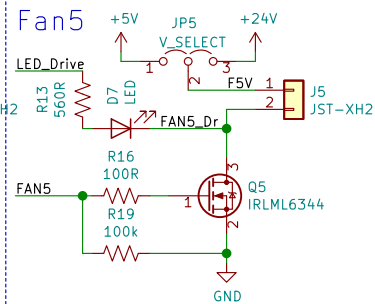 Fan5
+5V
JP5
+24V
V_SELECT
1
3
2
LED_Drive
R13
560R
D7
LED
F5V
1
2
J5
JST-XH2
H2
FAN5_Dr
R16
100R
3
Q5
IRLML6344
FAN5
1
R19
100k
2
GND